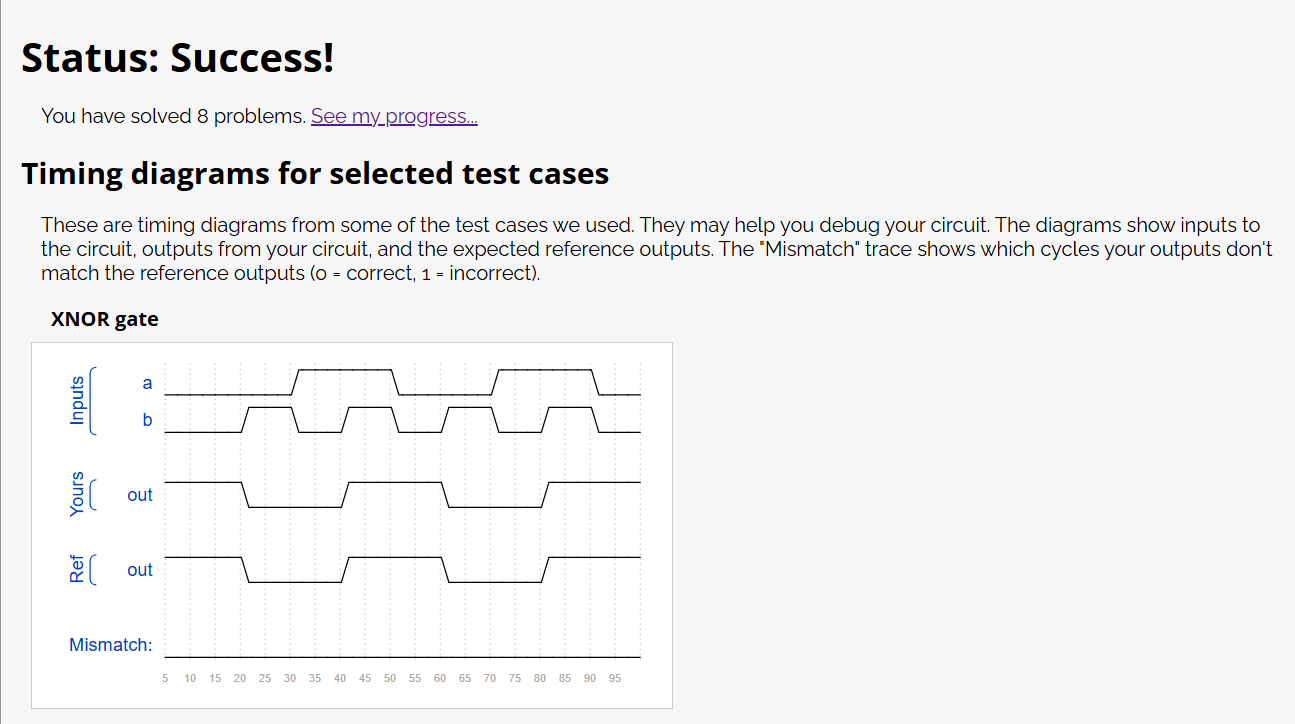 Status: Success!
You have solved 8 problems. See my progress...
Timing diagrams for selected test cases
These are timing diagrams from some of the test cases we used. They may help you debug your circuit. The diagrams show inputs to
the circuit, outputs from your circuit, and the expected reference outputs. The "Mismatch" trace shows which cycles your outputs don't
match the reference outputs (0 = correct, 1 = incorrect).
XNOR gate
Inputs
a
b
Yours
out
Ref
out
Mismatch:
5 10 15 20 25 30 35 40 45 50 55 60 65 70 75 80 85 90 95